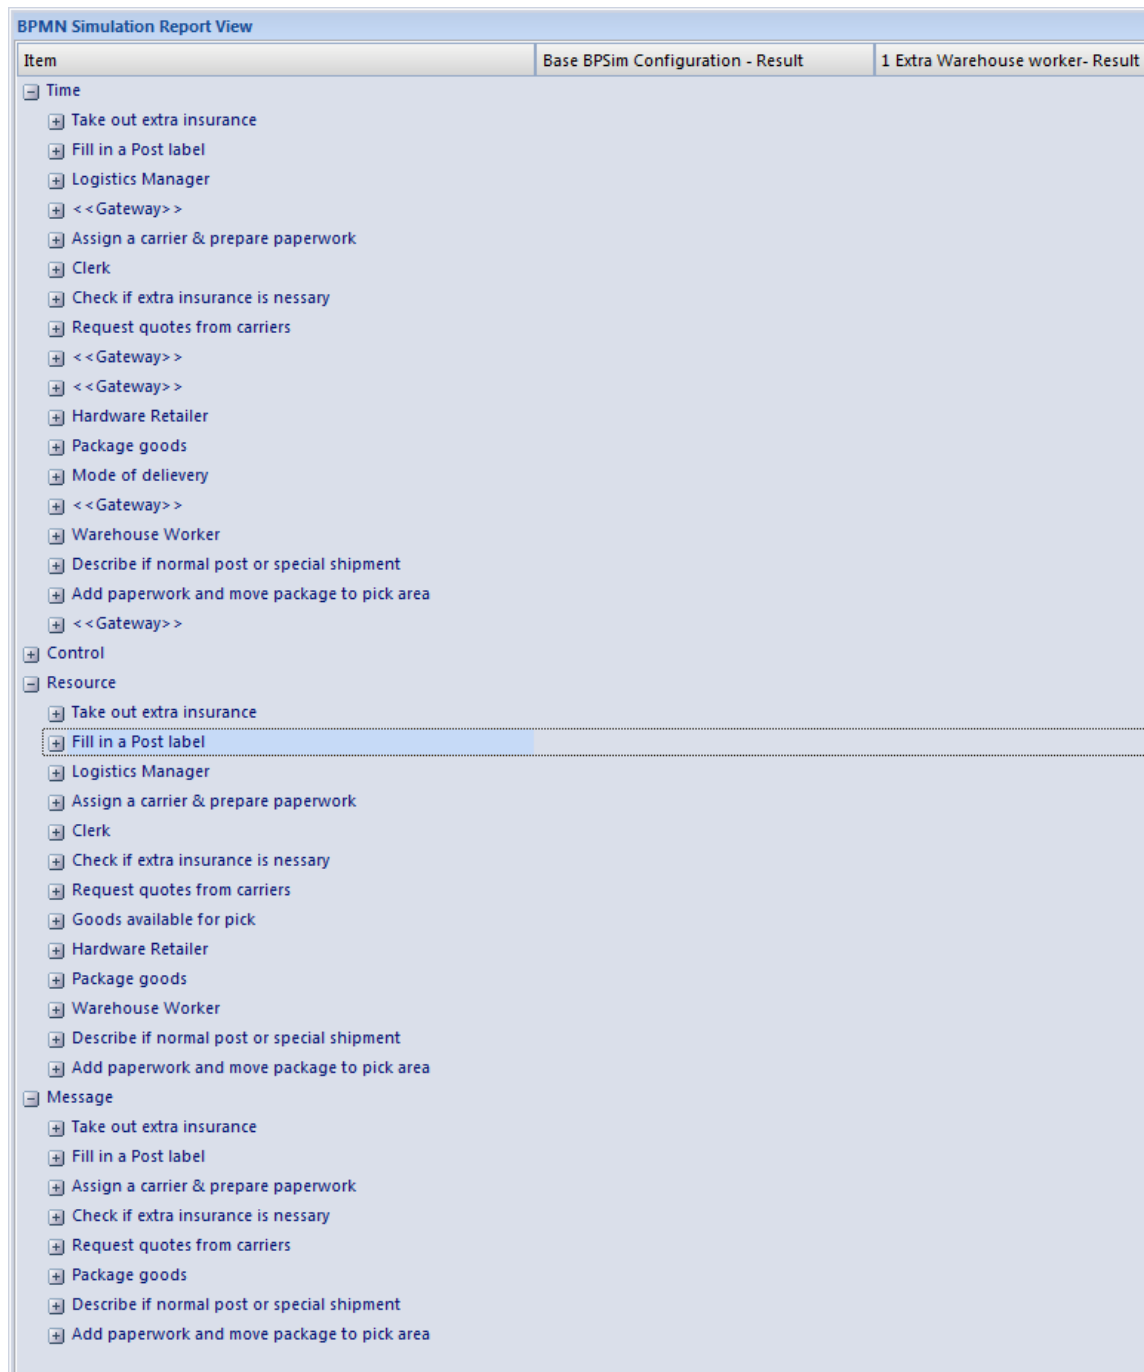 BPMN Simulation Report View
Item Base BPSim Configuration - Result 1 Extra Warehouse worker- Result
Time
Take out extra insurance
Fill in a Post label
Logistics Manager
<<Gateway>>
Assign a carrier & prepare paperwork
Clerk
Check if extra insurance is nessary
Request quotes from carriers
<<Gateway>>
<<Gateway>>
Hardware Retailer
Package goods
Mode of delievery
<<Gateway>>
Warehouse Worker
Describe if normal post or special shipment
Add paperwork and move package to pick area
<<Gateway>>
Control
Resource
Take out extra insurance
Fill in a Post label
Logistics Manager
Assign a carrier & prepare paperwork
Clerk
Check if extra insurance is nessary
Request quotes from carriers
Goods available for pick
Hardware Retailer
Package goods
Warehouse Worker
Describe if normal post or special shipment
Add paperwork and move package to pick area
Message
Take out extra insurance
Fill in a Post label
Assign a carrier & prepare paperwork
Check if extra insurance is nessary
Request quotes from carriers
Package goods
Describe if normal post or special shipment
Add paperwork and move package to pick area